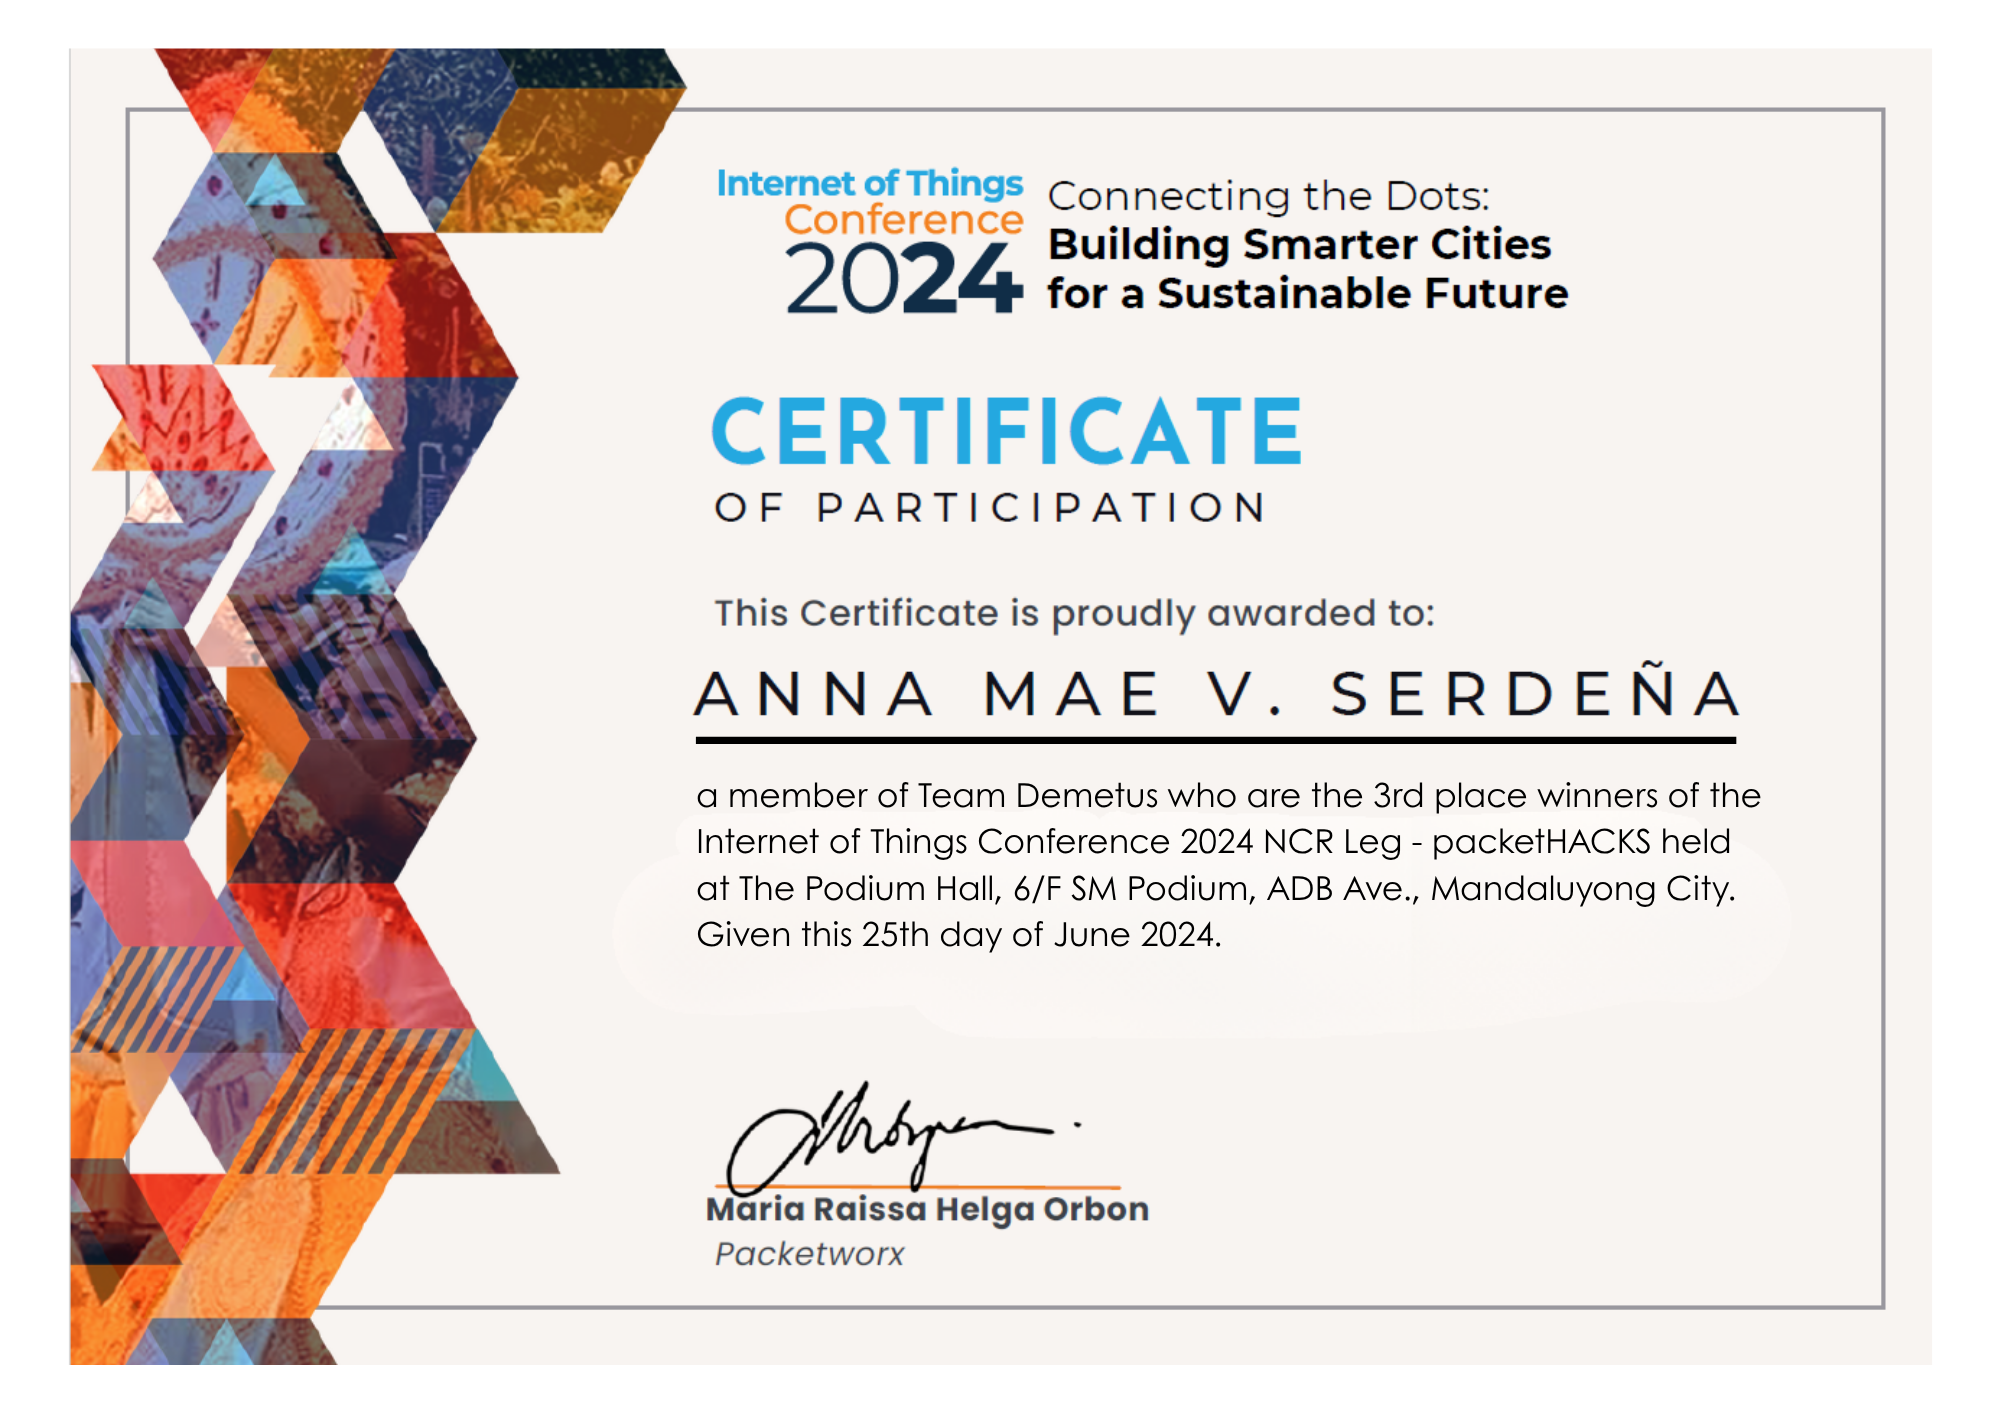 Internet of Things
Conference
2024
Connecting the Dots:
Building Smarter Cities
for a Sustainable Future
CERTIFICATE
OF PARTICIPATION
This Certificate is proudly awarded to:
ANNA MAE V. SERDEÑA
a member of Team Demetus who are the 3rd place winners of the
Internet of Things Conference 2024 NCR Leg - packetHACKS held
at The Podium Hall, 6/F SM Podium, ADB Ave., Mandaluyong City.
Given this 25th day of June 2024.
Maria Raissa Helga Orbon
Packetworx